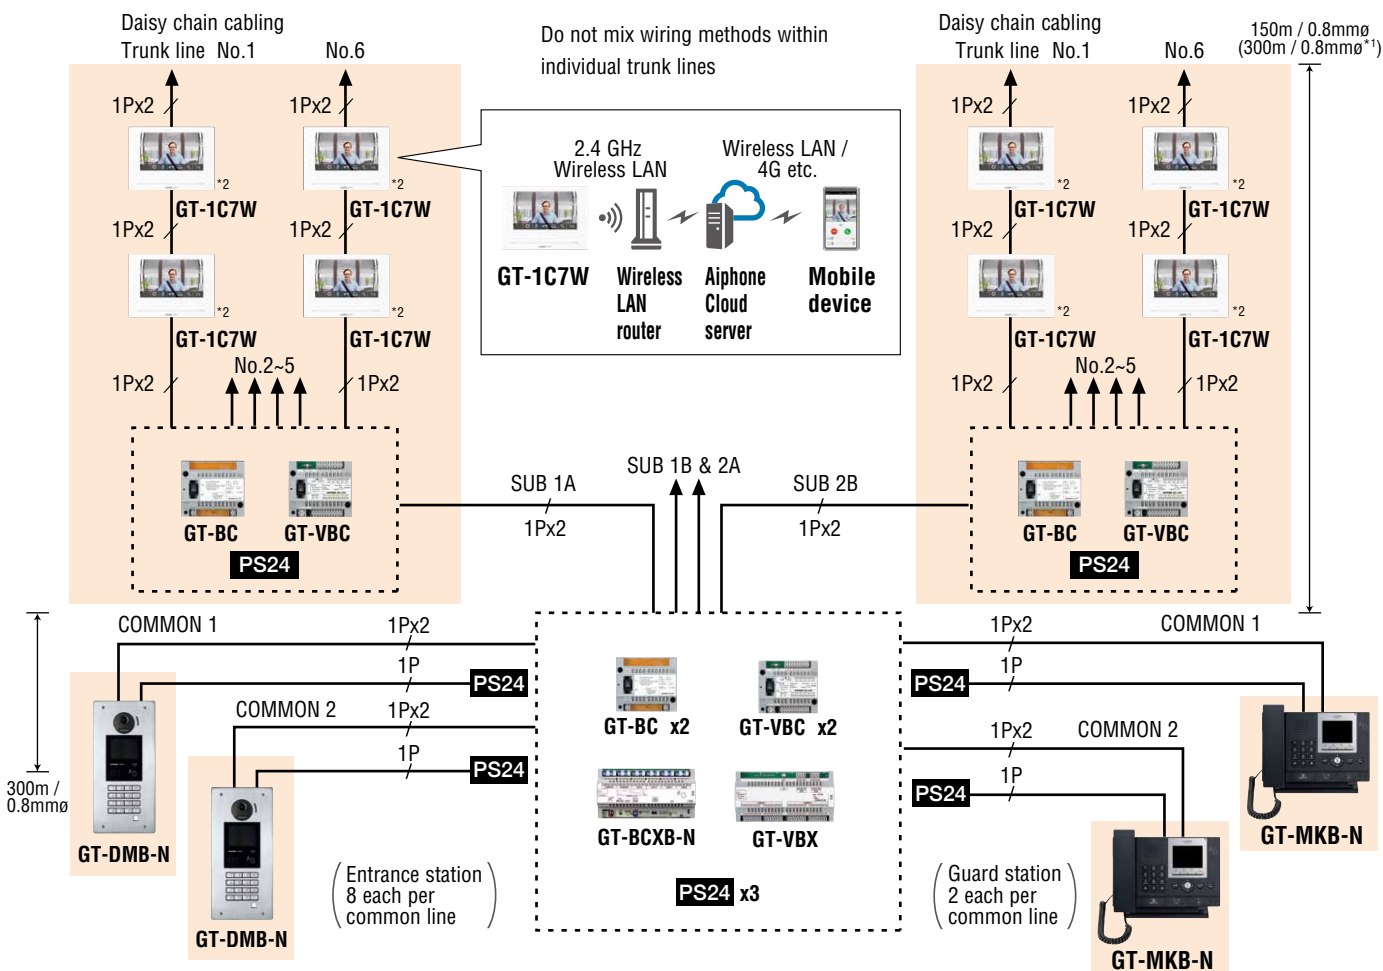 Daisy chain cabling
Trunk line No.1
No.6
Do not mix wiring methods within
individual trunk lines
Daisy chain cabling
Trunk line No.1
No.6
150m / 0.8mmø
(300m / 0.8mmø*1)
1Px2
1Px2
1Px2
1Px2
2.4 GHz
Wireless LAN
Wireless LAN /
4G etc.
*2
GT-1C7W
*2
GT-1C7W
*2
GT-1C7W
*2
GT-1C7W
1Px2
1Px2
1Px2
1Px2
GT-1C7W
Wireless
LAN
router
Aiphone
Cloud
server
Mobile
device
*2
GT-1C7W
*2
GT-1C7W
*2
GT-1C7W
*2
GT-1C7W
1Px2
No.2~5
1Px2
1Px2
No.2~5
1Px2
GT-BC
GT-VBC
PS24
SUB 1A
1Px2
SUB 1B & 2A
SUB 2B
1Px2
GT-BC
GT-VBC
PS24
COMMON 1
1Px2
1P
PS24
COMMON 2
1Px2
1P
PS24
300m /
0.8mmø
GT-DMB-N
GT-DMB-N
Entrance station
8 each per
common line
GT-BC x2
GT-VBC x2
GT-BCXB-N
GT-VBX
PS24 x3
1Px2
COMMON 1
1P
PS24
1Px2
COMMON 2
1P
PS24
Guard station
2 each per
common line
GT-MKB-N
GT-MKB-N